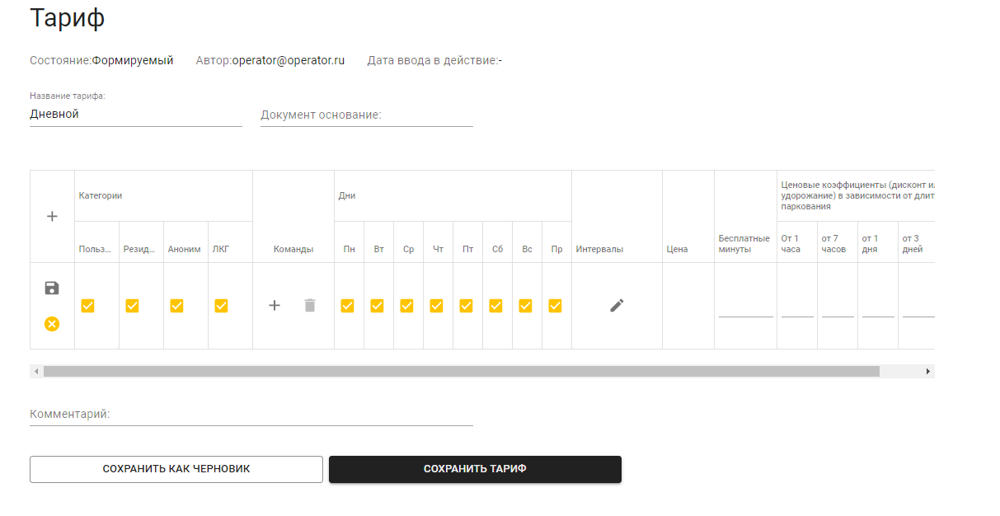 Тариф
Состояние:Формируемый Автор:operator@operator.ru Дата ввода в действие:-
Название тарифа:
Дневной
Документ основание:
Категории
Дни
Ценовые коэффициенты (дисконт ил
удорожание) в зависимости от длит
паркования
Польз... Резид... Аноним ЛКГ Команды Пн Вт Ср Чт Пт Сб Вс Пр Интервалы Цена
Бесплатные
минуты
От 1
часа
от 7
часов
от 1
дня
от 3
дней
Комментарий:
СОХРАНИТЬ КАК ЧЕРНОВИК
СОХРАНИТЬ ТАРИФ